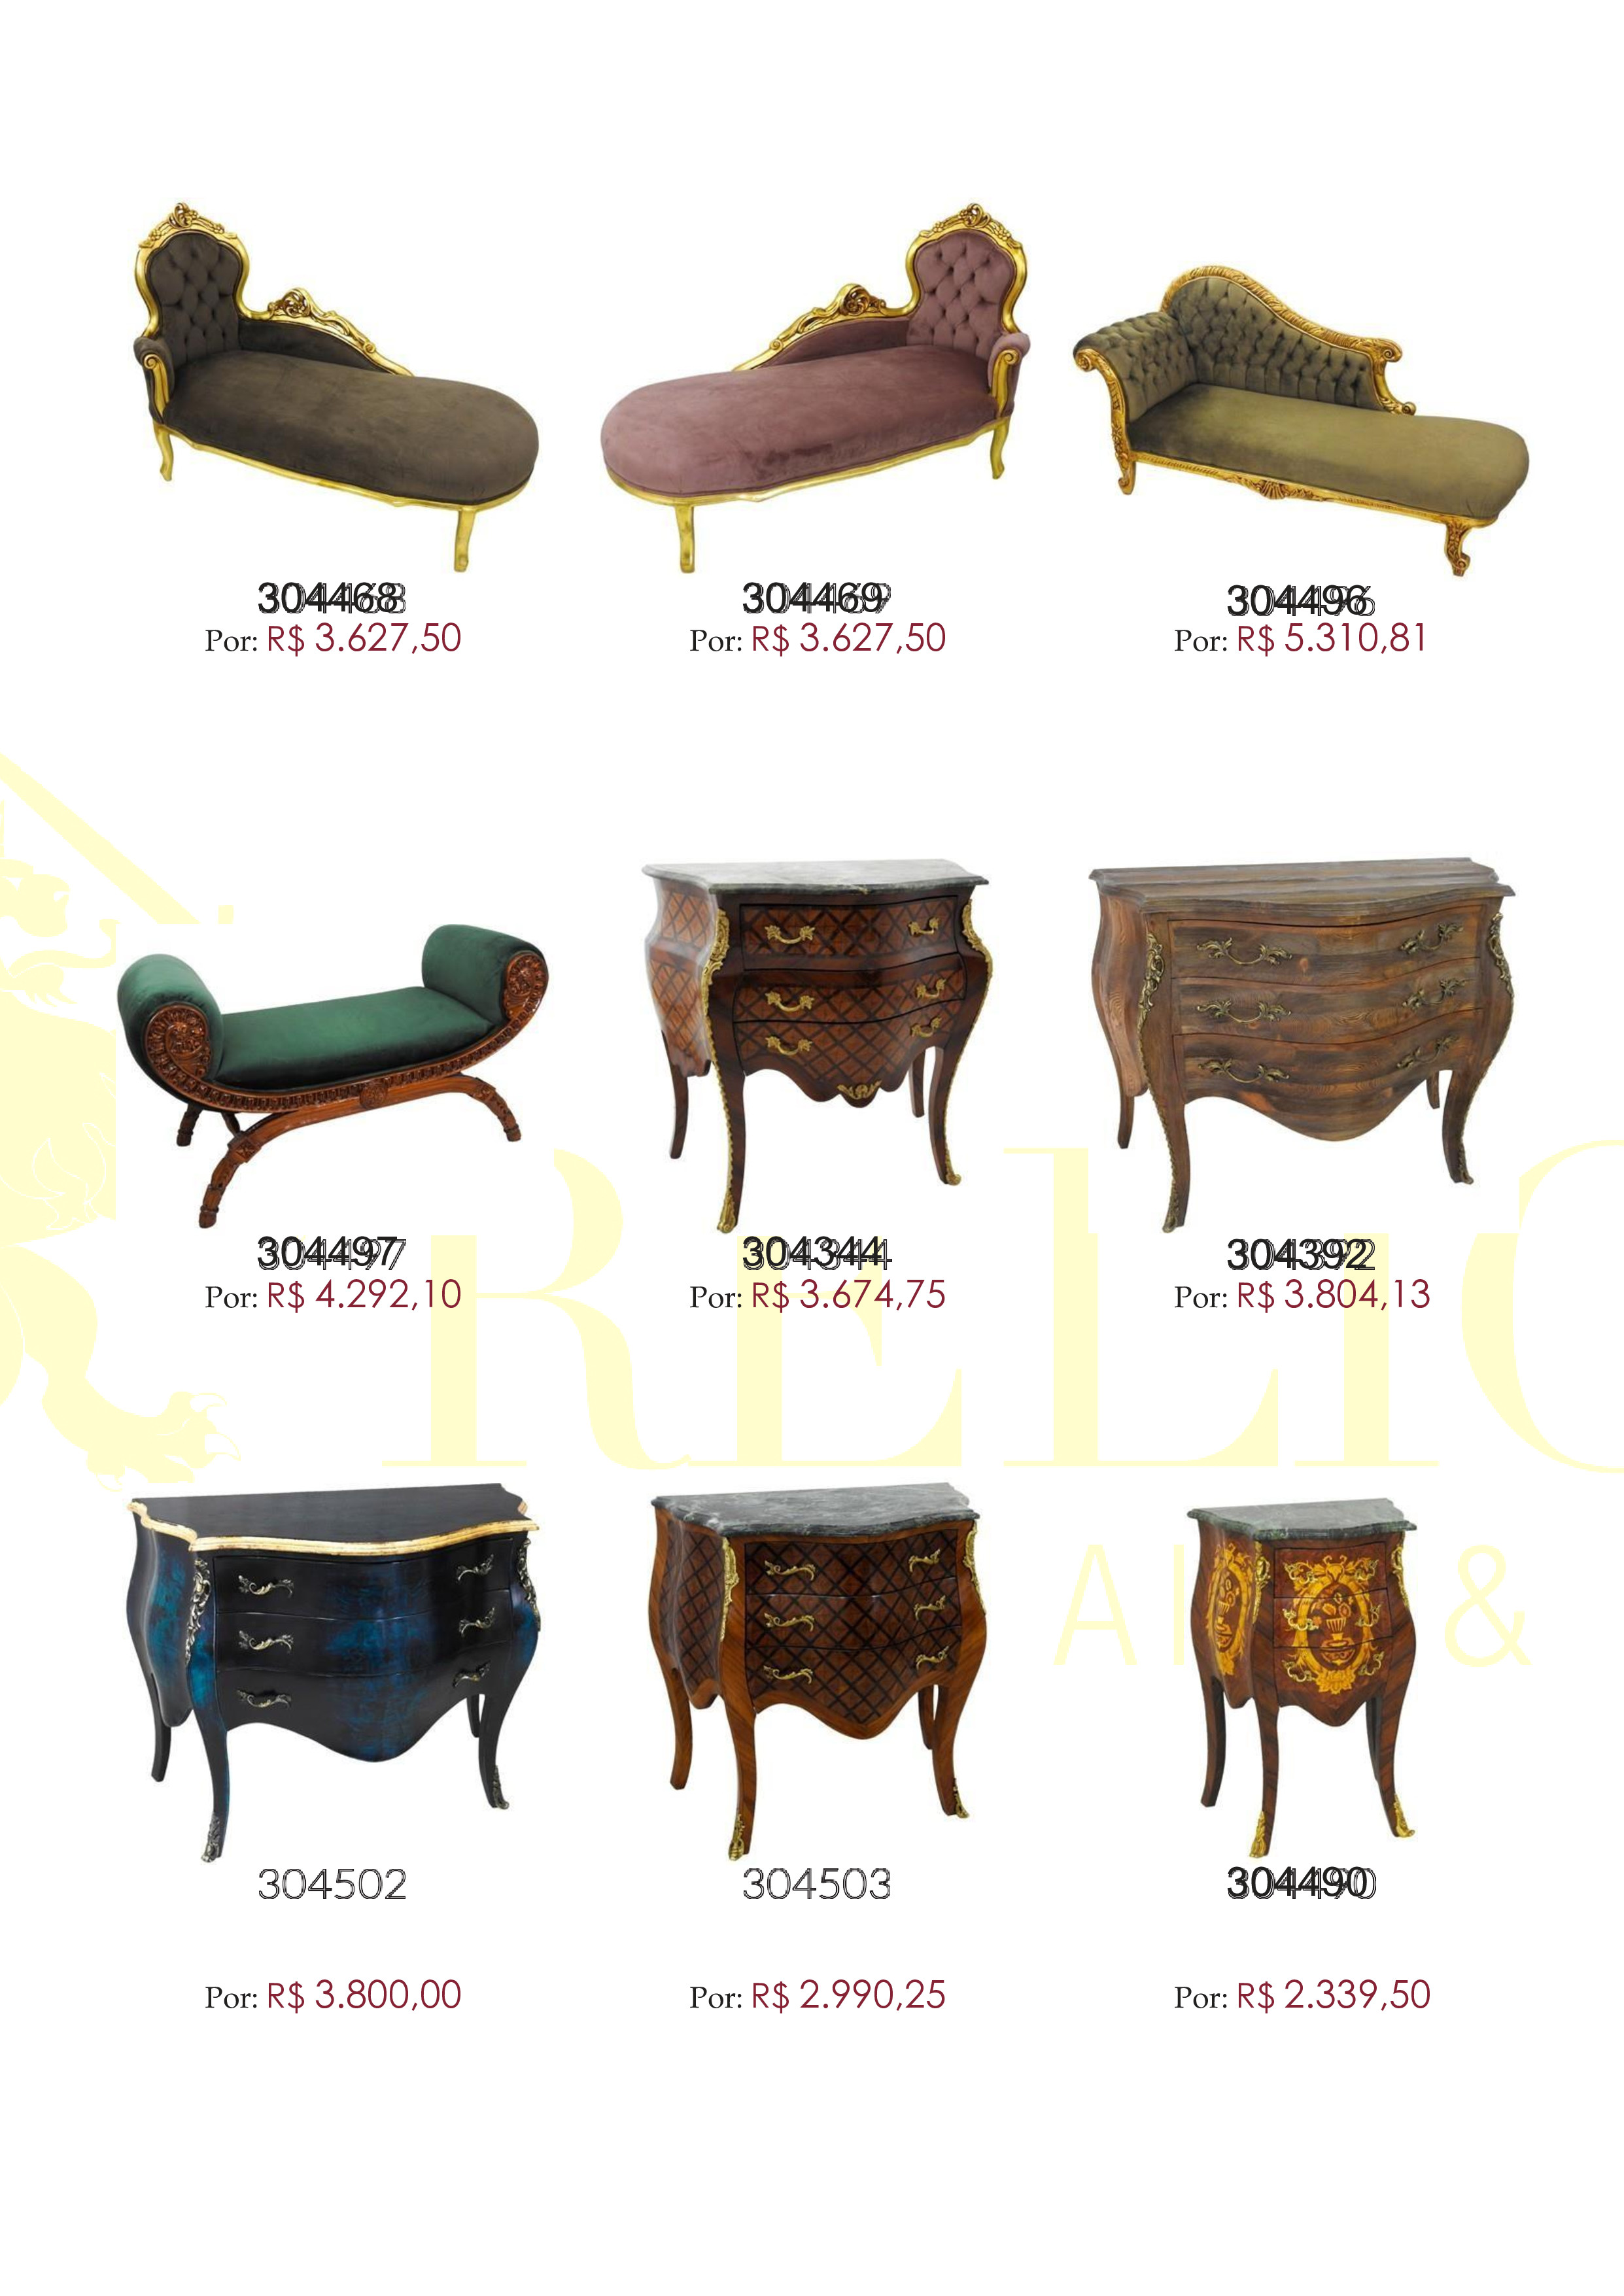 304468 304469 304496
Por: R$ 3.627,50 Por: R$ 3.627,50 Por: R$ 5.310,81
304497 304344 304392
Por: R$ 4.292,10 Por: R$ 3.674,75 Por: R$ 3.804,13
RELIC
&
304502 304503 304490
Por: R$ 3.800,00 Por: R$ 2.990,25 Por: R$ 2.339,50